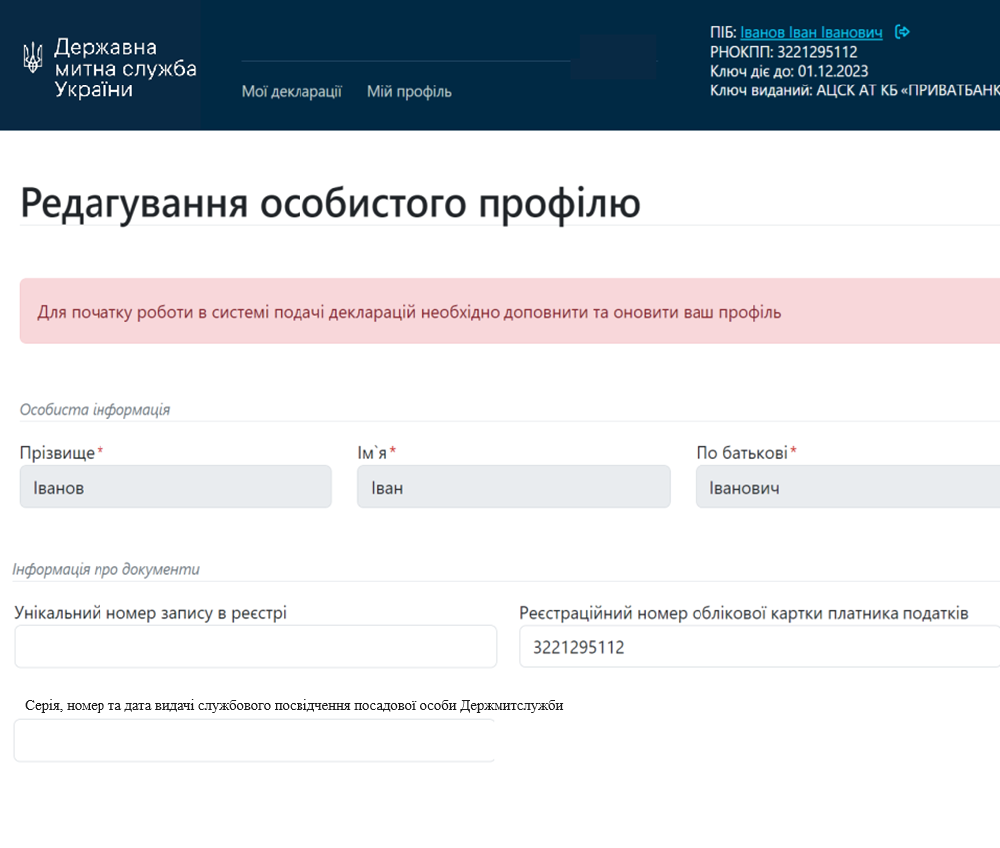 Державна
митна служба
України
Мої декларації Мій профіль
ПІБ: Іванов Іван Іванович
РНОКПП: 3221295112
Ключ діє до: 01.12.2023
Ключ виданий: АЦСК АТ КБ «ПРИВАТБАНК
Редагування особистого профілю
Для початку роботи в системі подачі декларацій необхідно доповнити та оновити ваш профіль
Особиста інформація
Прізвище* Ім`я* По батькові*
Іванов Іван Іванович
Інформація про документи
Унікальний номер запису в реєстрі Реєстраційний номер облікової картки платника податків
3221295112
Серія, номер та дата видачі службового посвідчення посадової особи Держмитслужби